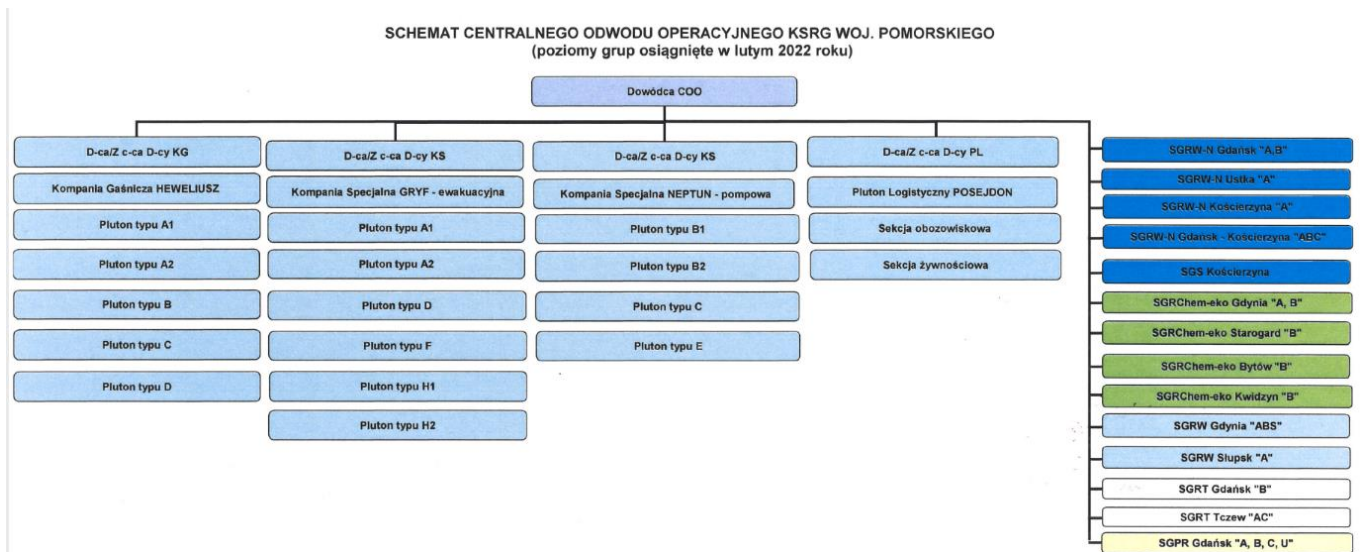 SCHEMAT CENTRALNEGO ODWODU OPERACYJNEGO KSRG WOJ. POMORSKIEGO
(poziomy grup osiągnięte w lutym 2022 roku)
Dowódca COO
D-ca/Z c-ca D-cy KG
Kompania Gaśnicza HEWELIUSZ
Pluton typu A1
Pluton typu A2
Pluton typu B
Pluton typu C
Pluton typu D
D-ca/Z c-ca D-cy KS
Kompania Specjalna GRYF - ewakuacyjna
Pluton typu A1
Pluton typu A2
Pluton typu D
Pluton typu F
Pluton typu H1
Pluton typu H2
D-ca/Z c-ca D-cy KS
Kompania Specjalna NEPTUN - pompowa
Pluton typu B1
Pluton typu B2
Pluton typu C
Pluton typu E
D-ca/Z c-ca D-cy PL
Pluton Logistyczny POSEJDON
Sekcja obozowiskowa
Sekcja żywnościowa
SGRW-N Gdańsk "A,B"
SGRW-N Ustka "A"
SGRW-N Kościerzyna "A"
SGRW-N Gdańsk - Kościerzyna "ABC"
SGS Kościerzyna
SGRChem-eko Gdynia "A, B"
SGRChem-eko Starogard "B"
SGRChem-eko Bytów "B"
SGRChem-eko Kwidzyn "B"
SGRW Gdynia "ABS"
SGRW Słupsk "A"
SGRT Gdańsk "B"
SGRT Tczew "AC"
SGPR Gdańsk "A, B, C, U"